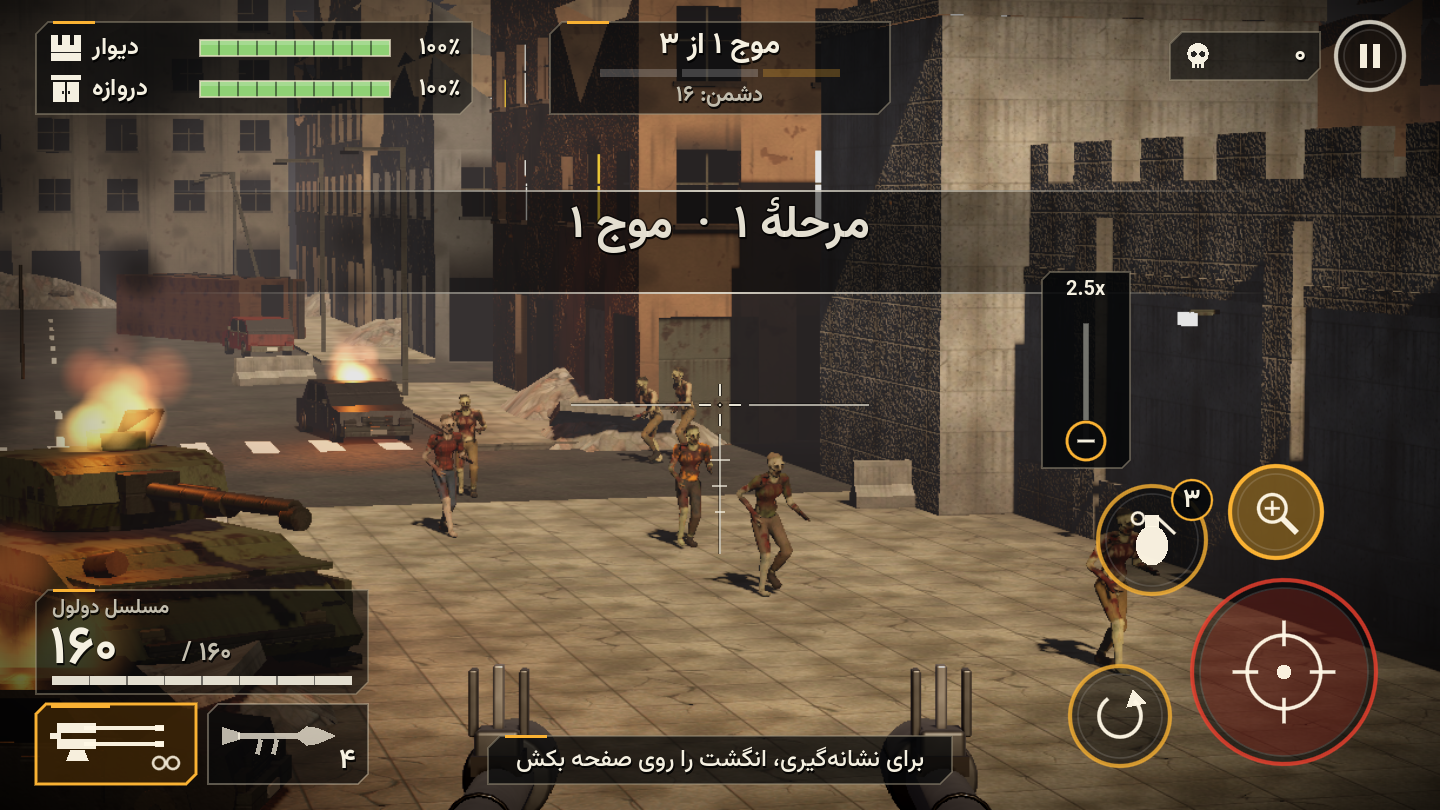 دیوار ۱۰۰٪
دروازه ۱۰۰٪
موج ۱ از ۳
دشمن: ۱۶
۰
مرحلهٔ ۱ · موج ۱
2.5x
۳
مسلسل دولول
۱۶۰ / ۱۶۰
∞
۴
برای نشانه‌گیری، انگشت را روی صفحه بکش